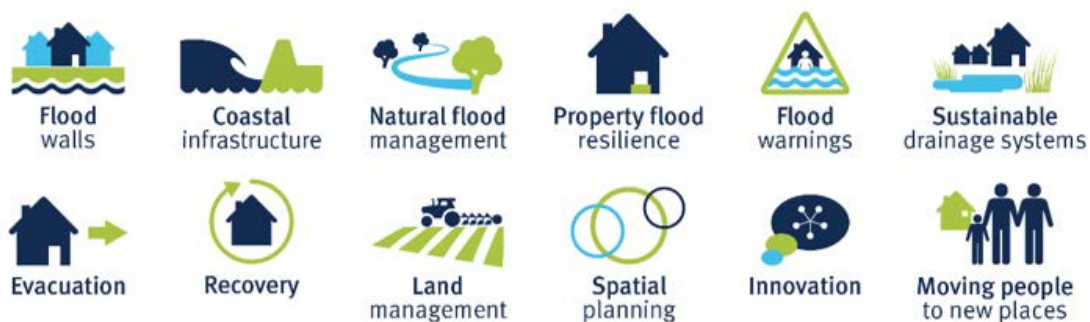 Flood
walls
Coastal
infrastructure
Natural flood
management
Property flood
resilience
Flood
warnings
Sustainable
drainage systems
Evacuation
Recovery
Land
management
Spatial
planning
Innovation
Moving people
to new places